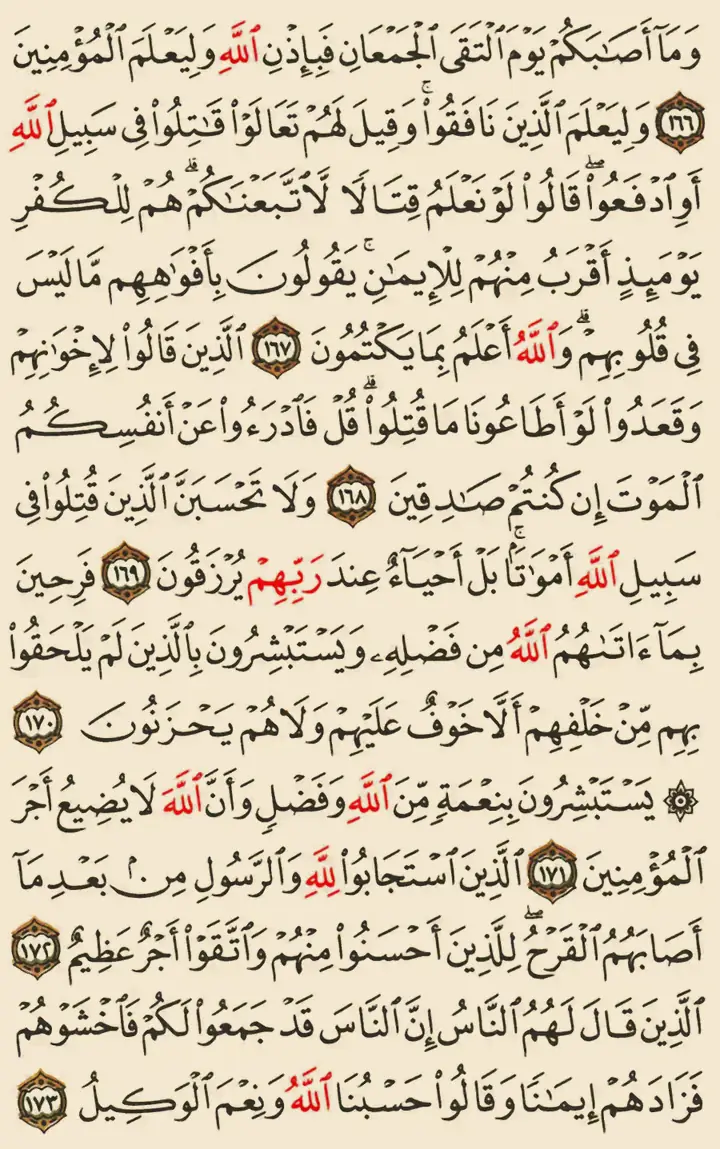 وَمَآ أَصَـٰبَكُمْ يَوْمَ ٱلْتَقَى ٱلْجَمْعَانِ فَبِإِذْنِ ٱللَّهِ وَلِيَعْلَمَ ٱلْمُؤْمِنِينَ
١٦٦ وَلِيَعْلَمَ ٱلَّذِينَ نَافَقُوا۟ۚ وَقِيلَ لَهُمْ تَعَالَوْا۟ قَـٰتِلُوا۟ فِى سَبِيلِ ٱللَّهِ
أَوِ ٱدْفَعُوا۟ۖ قَالُوا۟ لَوْ نَعْلَمُ قِتَالًا لَّٱتَّبَعْنَـٰكُمْۗ هُمْ لِلْكُفْرِ
يَوْمَئِذٍ أَقْرَبُ مِنْهُمْ لِلْإِيمَـٰنِۚ يَقُولُونَ بِأَفْوَٰهِهِم مَّا لَيْسَ
فِى قُلُوبِهِمْۗ وَٱللَّهُ أَعْلَمُ بِمَا يَكْتُمُونَ ١٦٧ ٱلَّذِينَ قَالُوا۟ لِإِخْوَٰنِهِمْ
وَقَعَدُوا۟ لَوْ أَطَاعُونَا مَا قُتِلُوا۟ۗ قُلْ فَٱدْرَءُوا۟ عَنْ أَنفُسِكُمُ
ٱلْمَوْتَ إِن كُنتُمْ صَـٰدِقِينَ ١٦٨ وَلَا تَحْسَبَنَّ ٱلَّذِينَ قُتِلُوا۟ فِى
سَبِيلِ ٱللَّهِ أَمْوَٰتًۢاۚ بَلْ أَحْيَآءٌ عِندَ رَبِّهِمْ يُرْزَقُونَ ١٦٩ فَرِحِينَ
بِمَآ ءَاتَىٰهُمُ ٱللَّهُ مِن فَضْلِهِۦ وَيَسْتَبْشِرُونَ بِٱلَّذِينَ لَمْ يَلْحَقُوا۟
بِهِم مِّنْ خَلْفِهِمْ أَلَّا خَوْفٌ عَلَيْهِمْ وَلَا هُمْ يَحْزَنُونَ ١٧٠
۞ يَسْتَبْشِرُونَ بِنِعْمَةٍ مِّنَ ٱللَّهِ وَفَضْلٍ وَأَنَّ ٱللَّهَ لَا يُضِيعُ أَجْرَ
ٱلْمُؤْمِنِينَ ١٧١ ٱلَّذِينَ ٱسْتَجَابُوا۟ لِلَّهِ وَٱلرَّسُولِ مِنۢ بَعْدِ مَآ
أَصَابَهُمُ ٱلْقَرْحُۖ لِلَّذِينَ أَحْسَنُوا۟ مِنْهُمْ وَٱتَّقَوْا۟ أَجْرٌ عَظِيمٌ ١٧٢
ٱلَّذِينَ قَالَ لَهُمُ ٱلنَّاسُ إِنَّ ٱلنَّاسَ قَدْ جَمَعُوا۟ لَكُمْ فَٱخْشَوْهُمْ
فَزَادَهُمْ إِيمَـٰنًا وَقَالُوا۟ حَسْبُنَا ٱللَّهُ وَنِعْمَ ٱلْوَكِيلُ ١٧٣